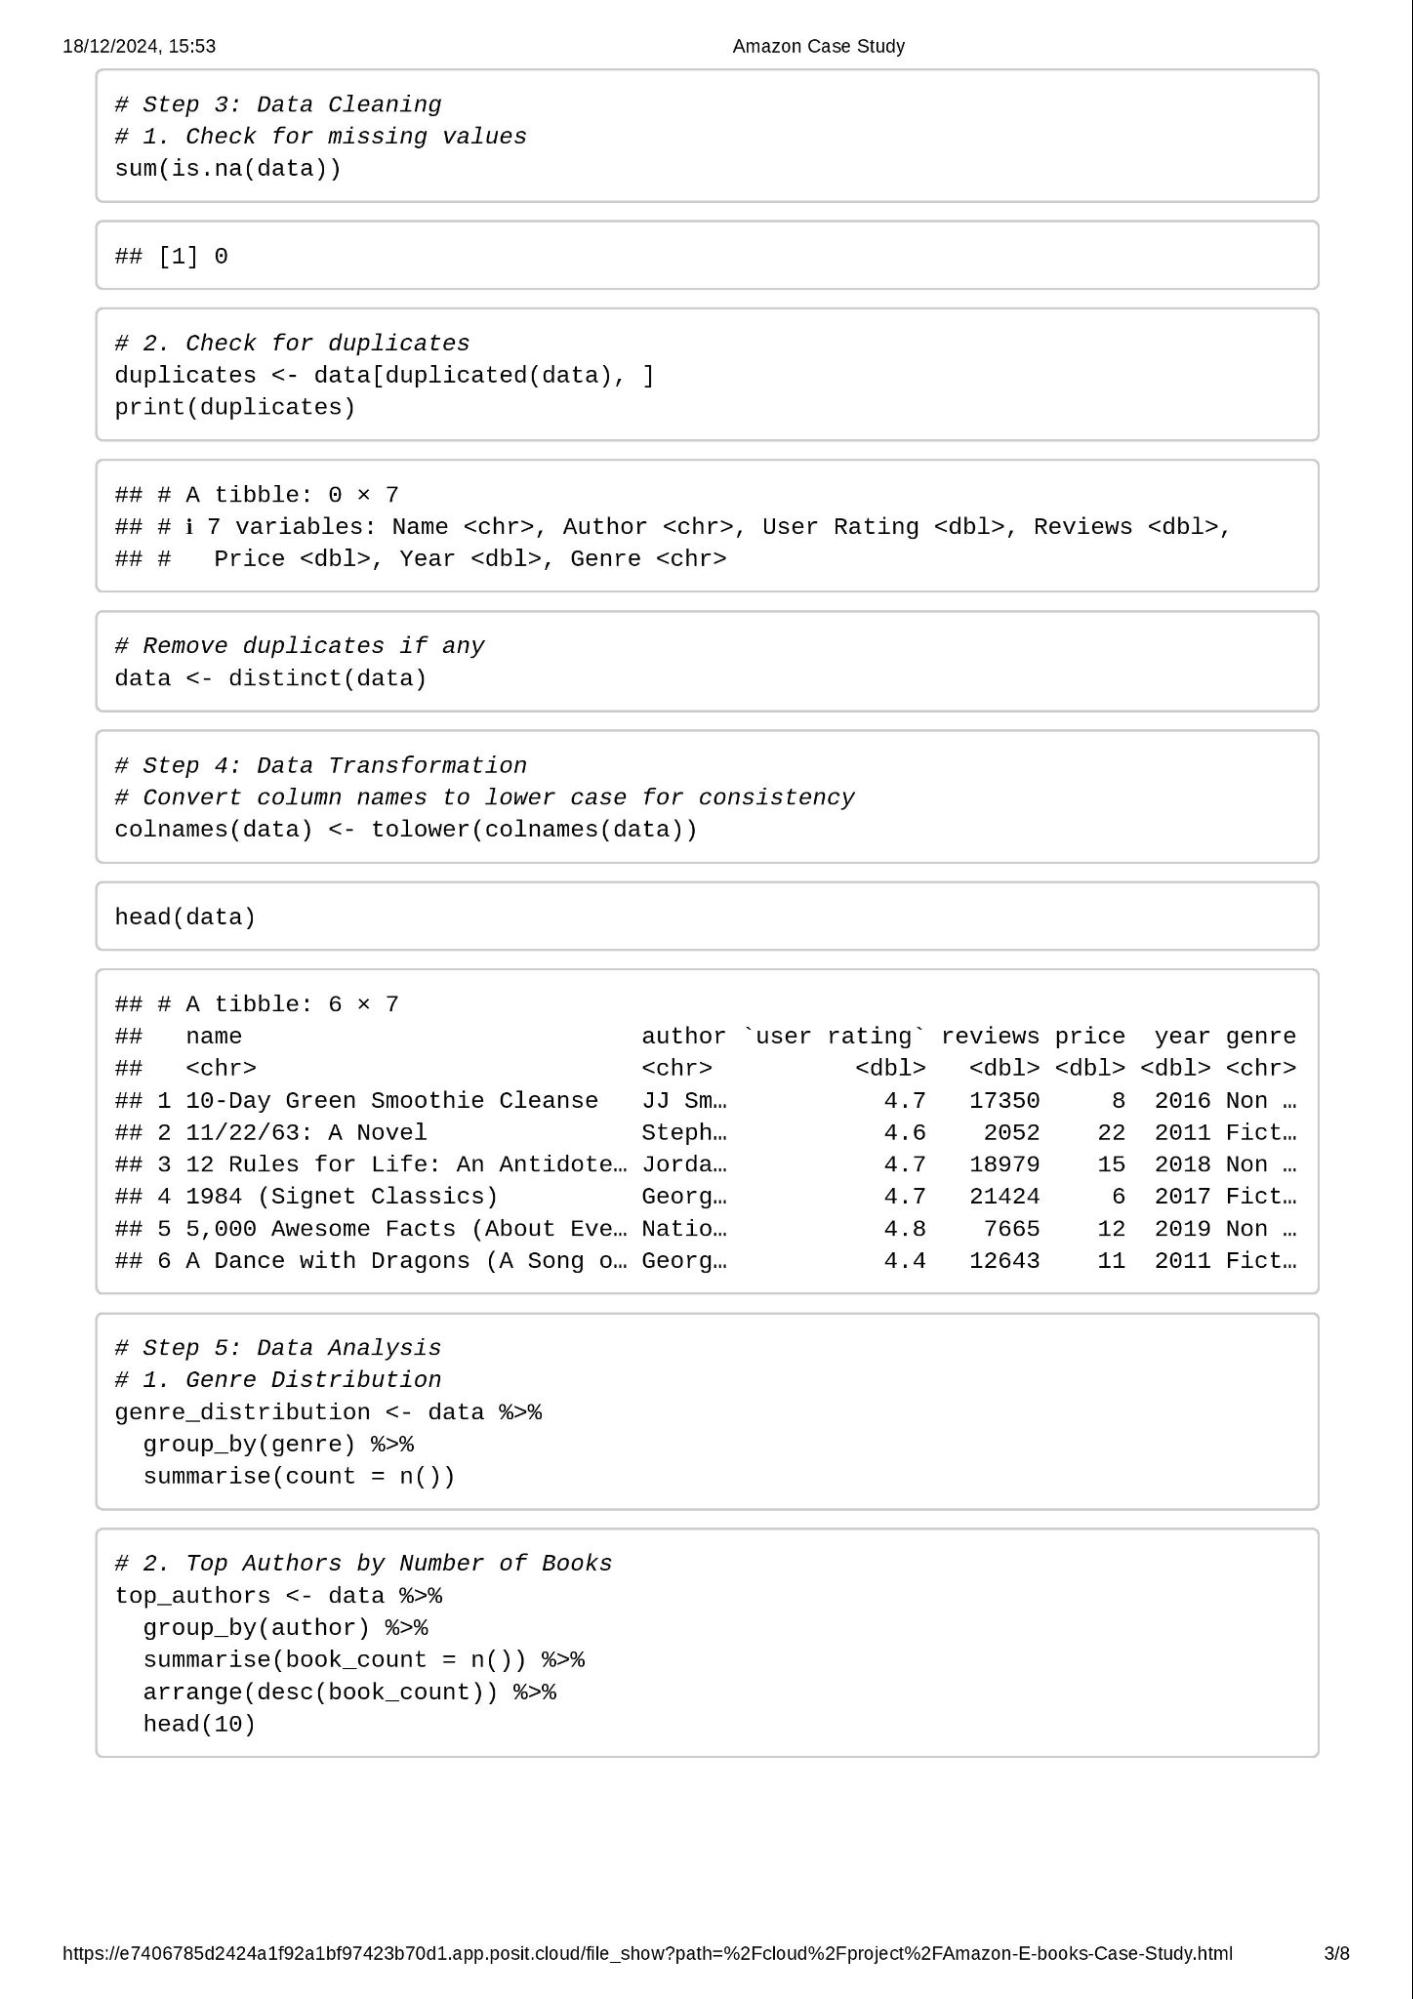 18/12/2024, 15:53 Amazon Case Study
# Step 3: Data Cleaning
# 1. Check for missing values
sum(is.na(data))
## [1] 0
# 2. Check for duplicates
duplicates <- data[duplicated(data), ]
print(duplicates)
## # A tibble: 0 × 7
## # ℹ 7 variables: Name <chr>, Author <chr>, User Rating <dbl>, Reviews <dbl>,
## #   Price <dbl>, Year <dbl>, Genre <chr>
# Remove duplicates if any
data <- distinct(data)
# Step 4: Data Transformation
# Convert column names to lower case for consistency
colnames(data) <- tolower(colnames(data))
head(data)
## # A tibble: 6 × 7
##   name                            author `user rating` reviews price  year genre
##   <chr>                           <chr>          <dbl>   <dbl> <dbl> <dbl> <chr>
## 1 10-Day Green Smoothie Cleanse   JJ Sm…           4.7   17350     8  2016 Non …
## 2 11/22/63: A Novel               Steph…           4.6    2052    22  2011 Fict…
## 3 12 Rules for Life: An Antidote… Jorda…           4.7   18979    15  2018 Non …
## 4 1984 (Signet Classics)          Georg…           4.7   21424     6  2017 Fict…
## 5 5,000 Awesome Facts (About Eve… Natio…           4.8    7665    12  2019 Non …
## 6 A Dance with Dragons (A Song o… Georg…           4.4   12643    11  2011 Fict…
# Step 5: Data Analysis
# 1. Genre Distribution
genre_distribution <- data %>%
  group_by(genre) %>%
  summarise(count = n())
# 2. Top Authors by Number of Books
top_authors <- data %>%
  group_by(author) %>%
  summarise(book_count = n()) %>%
  arrange(desc(book_count)) %>%
  head(10)
https://e7406785d2424a1f92a1bf97423b70d1.app.posit.cloud/file_show?path=%2Fcloud%2Fproject%2FAmazon-E-books-Case-Study.html 3/8